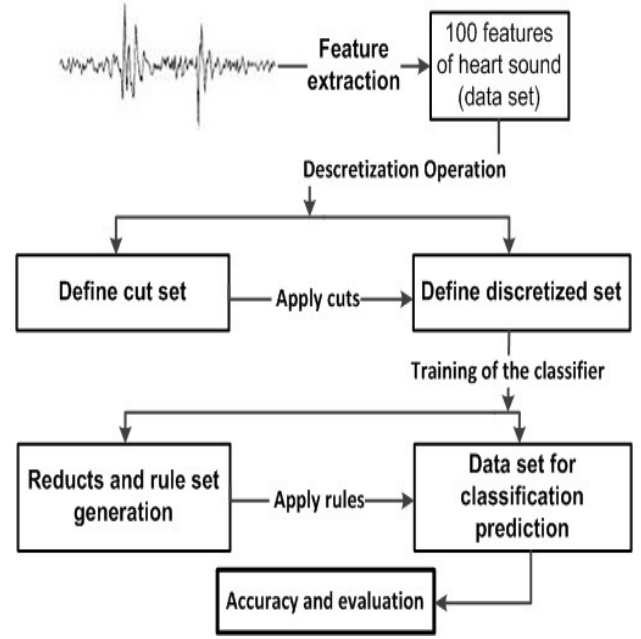 Feature
extraction
100 features
of heart sound
(data set)
Descretization Operation
Define cut set
Apply cuts
Define discretized set
Training of the classifier
Reducts and rule set
generation
Apply rules
Data set for
classification
prediction
Accuracy and evaluation